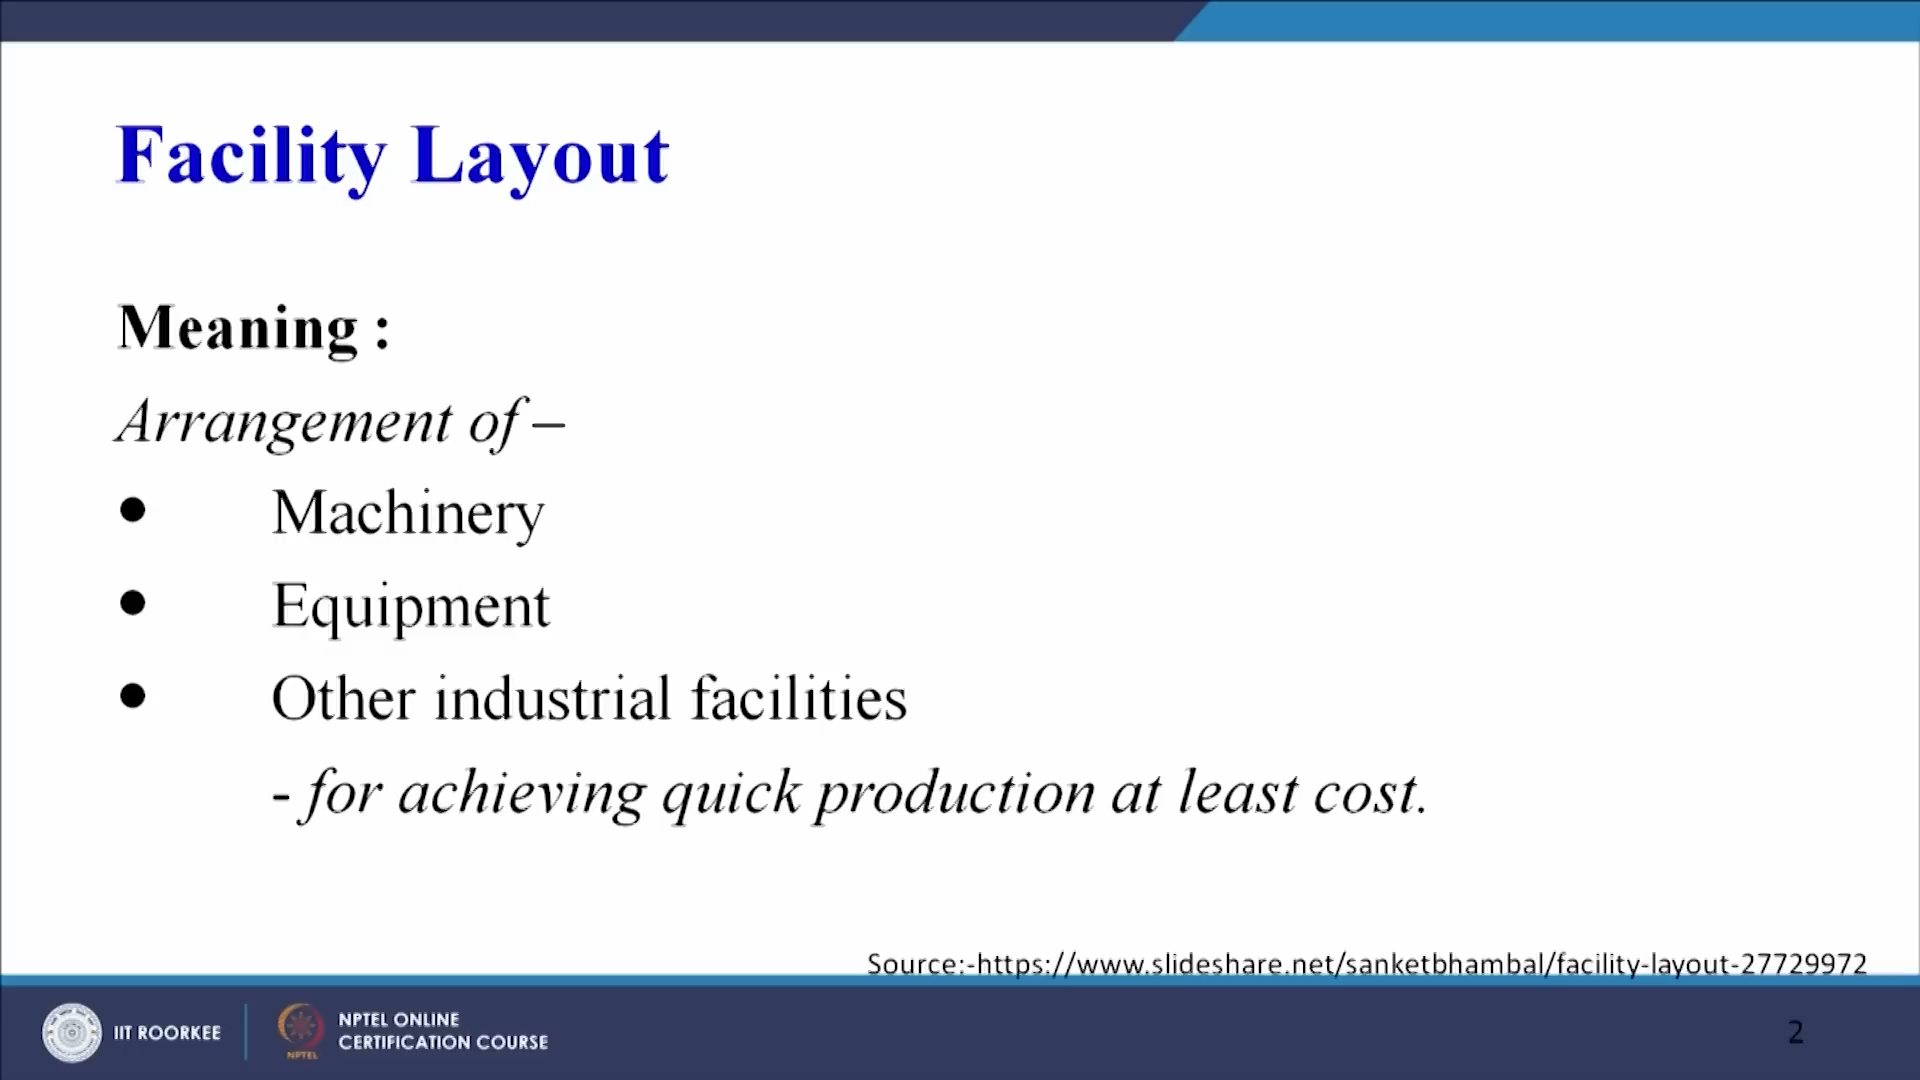 Facility Layout
Meaning :
Arrangement of –
● Machinery
● Equipment
● Other industrial facilities
- for achieving quick production at least cost.
Source:-https://www.slideshare.net/sanketbhambal/facility-layout-27729972
IIT ROORKEE
NPTEL
NPTEL ONLINE
CERTIFICATION COURSE
2